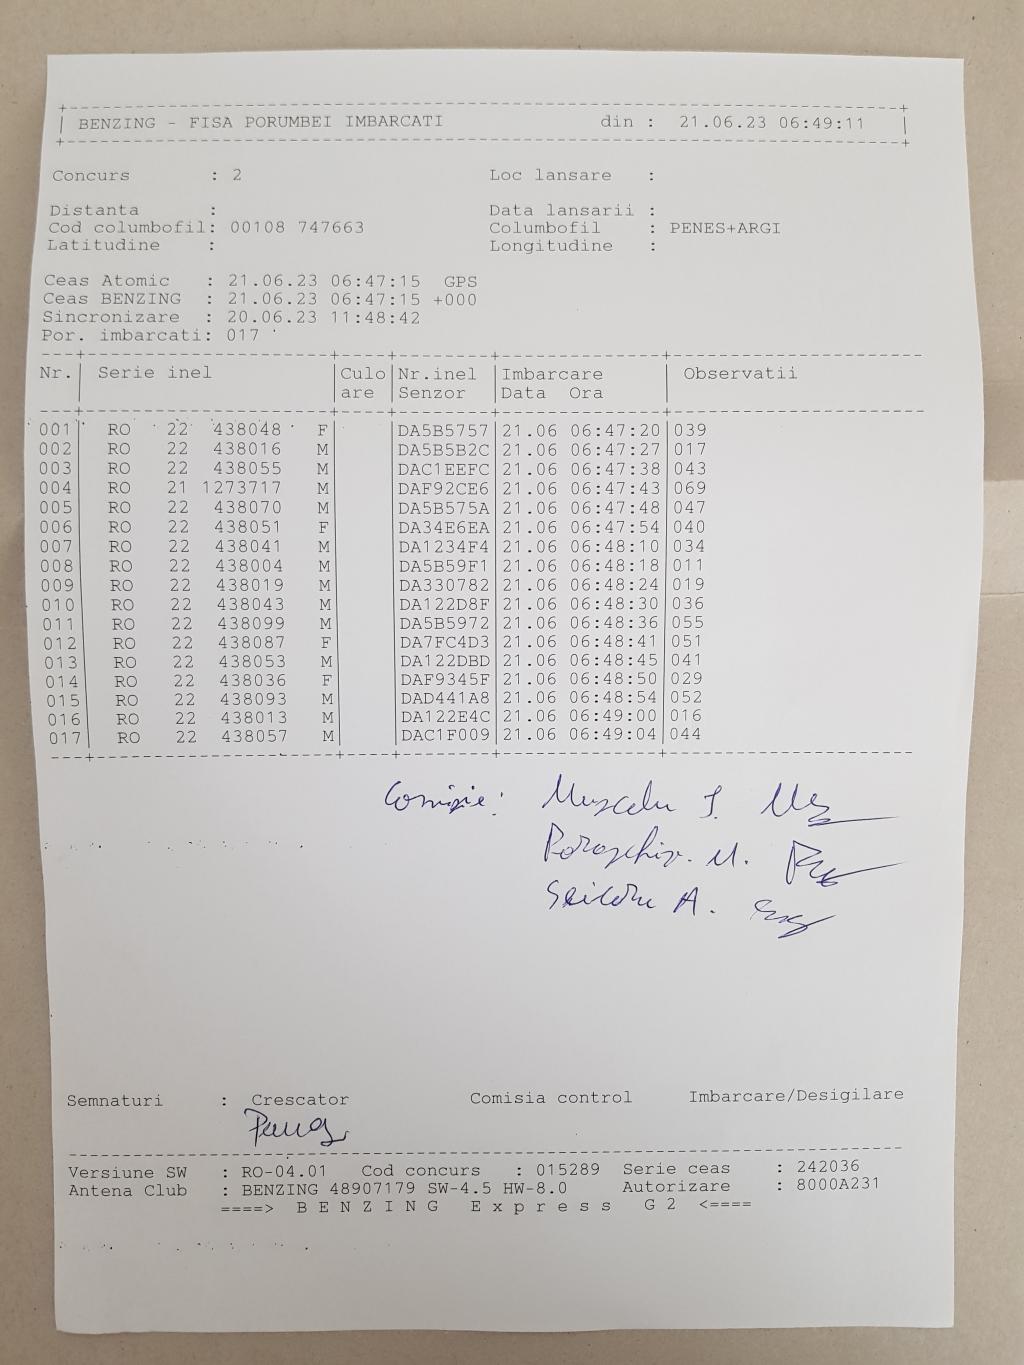 BENZING - FISA PORUMBEI IMBARCATI din : 21.06.23 06:49:11
Concurs : 2 Loc lansare :
Distanta : Data lansarii :
Cod columbofil: 00108 747663 Columbofil : PENES+ARGI
Latitudine : Longitudine :
Ceas Atomic : 21.06.23 06:47:15 GPS
Ceas BENZING : 21.06.23 06:47:15 +000
Sincronizare : 20.06.23 11:48:42
Por. imbarcati: 017
Nr. Serie inel Culo Nr.inel Imbarcare Observatii
are Senzor Data Ora
001 RO 22 438048 F DA5B5757 21.06 06:47:20 039
002 RO 22 438016 M DA5B5B2C 21.06 06:47:27 017
003 RO 22 438055 M DAC1EEFC 21.06 06:47:38 043
004 RO 21 1273717 M DAF92CE6 21.06 06:47:43 069
005 RO 22 438070 M DA5B575A 21.06 06:47:48 047
006 RO 22 438051 F DA34E6EA 21.06 06:47:54 040
007 RO 22 438041 M DA1234F4 21.06 06:48:10 034
008 RO 22 438004 M DA5B59F1 21.06 06:48:18 011
009 RO 22 438019 M DA330782 21.06 06:48:24 019
010 RO 22 438043 M DA122D8F 21.06 06:48:30 036
011 RO 22 438099 M DA5B5972 21.06 06:48:36 055
012 RO 22 438087 F DA7FC4D3 21.06 06:48:41 051
013 RO 22 438053 M DA122DBD 21.06 06:48:45 041
014 RO 22 438036 F DAF9345F 21.06 06:48:50 029
015 RO 22 438093 M DAD441A8 21.06 06:48:54 052
016 RO 22 438013 M DA122E4C 21.06 06:49:00 016
017 RO 22 438057 M DAC1F009 21.06 06:49:04 044
Comisie:
Semnaturi : Crescator Comisia control Imbarcare/Desigilare
Versiune SW : RO-04.01 Cod concurs : 015289 Serie ceas : 242036
Antena Club : BENZING 48907179 SW-4.5 HW-8.0 Autorizare : 8000A231
====> B E N Z I N G E x p r e s s G 2 <====